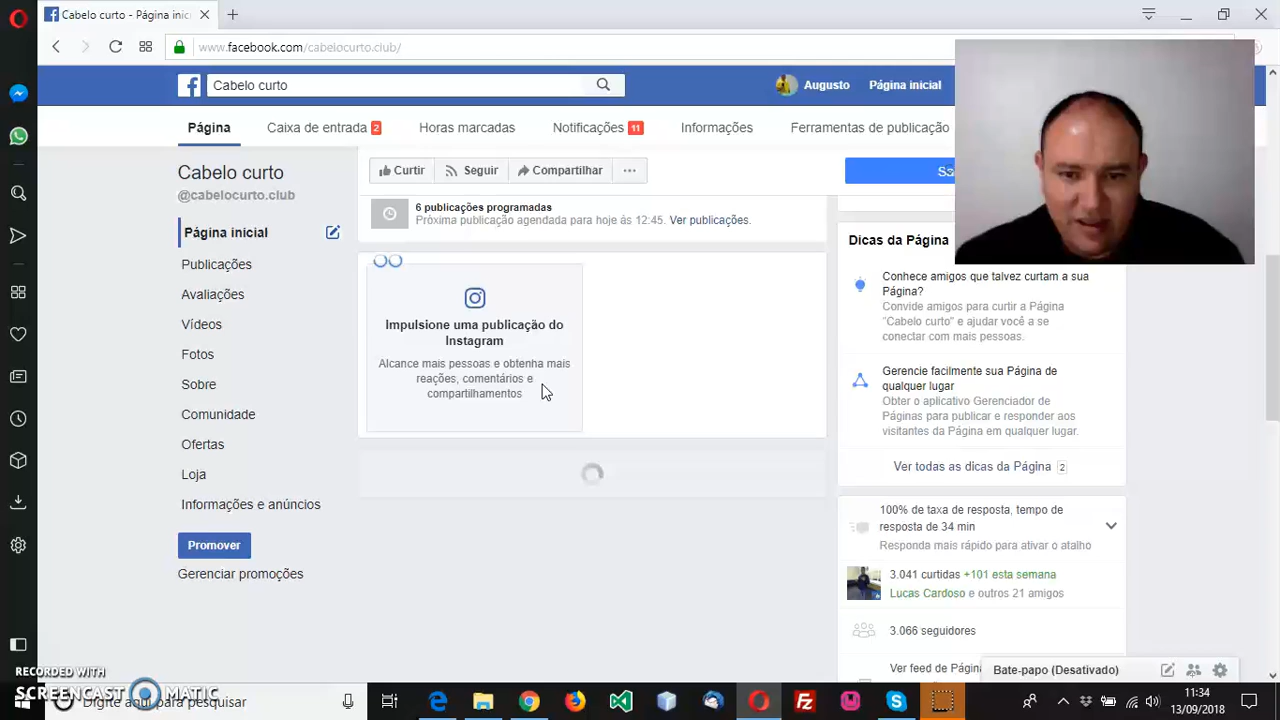 Cabelo curto - Página inic
www.facebook.com/cabelocurto.club/
Cabelo curto
Augusto
Página inicial
Página
Caixa de entrada 2
Horas marcadas
Notificações 11
Informações
Ferramentas de publicação
Cabelo curto
@cabelocurto.club
Curtir
Seguir
Compartilhar
Página inicial
Publicações
Avaliações
Vídeos
Fotos
Sobre
Comunidade
Ofertas
Loja
Informações e anúncios
Promover
Gerenciar promoções
6 publicações programadas
Próxima publicação agendada para hoje às 12:45. Ver publicações.
Impulsione uma publicação do
Instagram
Alcance mais pessoas e obtenha mais
reações, comentários e
compartilhamentos
Dicas da Página
Conhece amigos que talvez curtam a sua
Página?
Convide amigos para curtir a Página
"Cabelo curto" e ajudar você a se
conectar com mais pessoas.
Gerencie facilmente sua Página de
qualquer lugar
Obter o aplicativo Gerenciador de
Páginas para publicar e responder aos
visitantes da Página em qualquer lugar.
Ver todas as dicas da Página 2
100% de taxa de resposta, tempo de
resposta de 34 min
Responda mais rápido para ativar o atalho
3.041 curtidas +101 esta semana
Lucas Cardoso e outros 21 amigos
3.066 seguidores
Ver feed de Págin
Bate-papo (Desativado)
RECORDED WITH
SCREENCAST MATIC
Digite aqui para pesquisar
11:34
13/09/2018